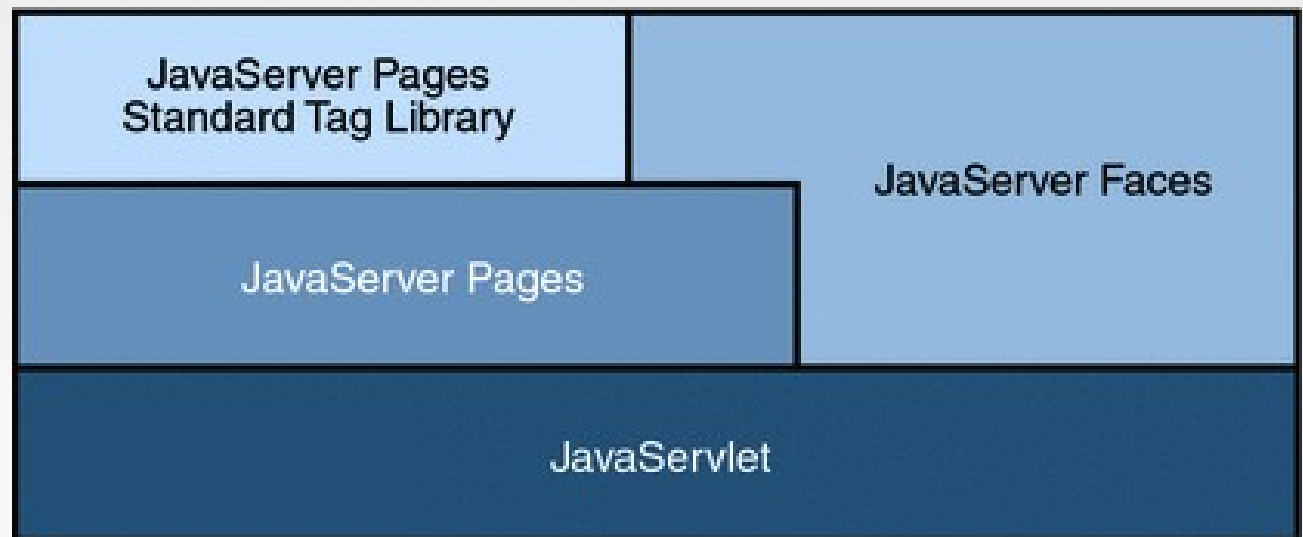 JavaServer Pages
Standard Tag Library
JavaServer Faces
JavaServer Pages
JavaServlet